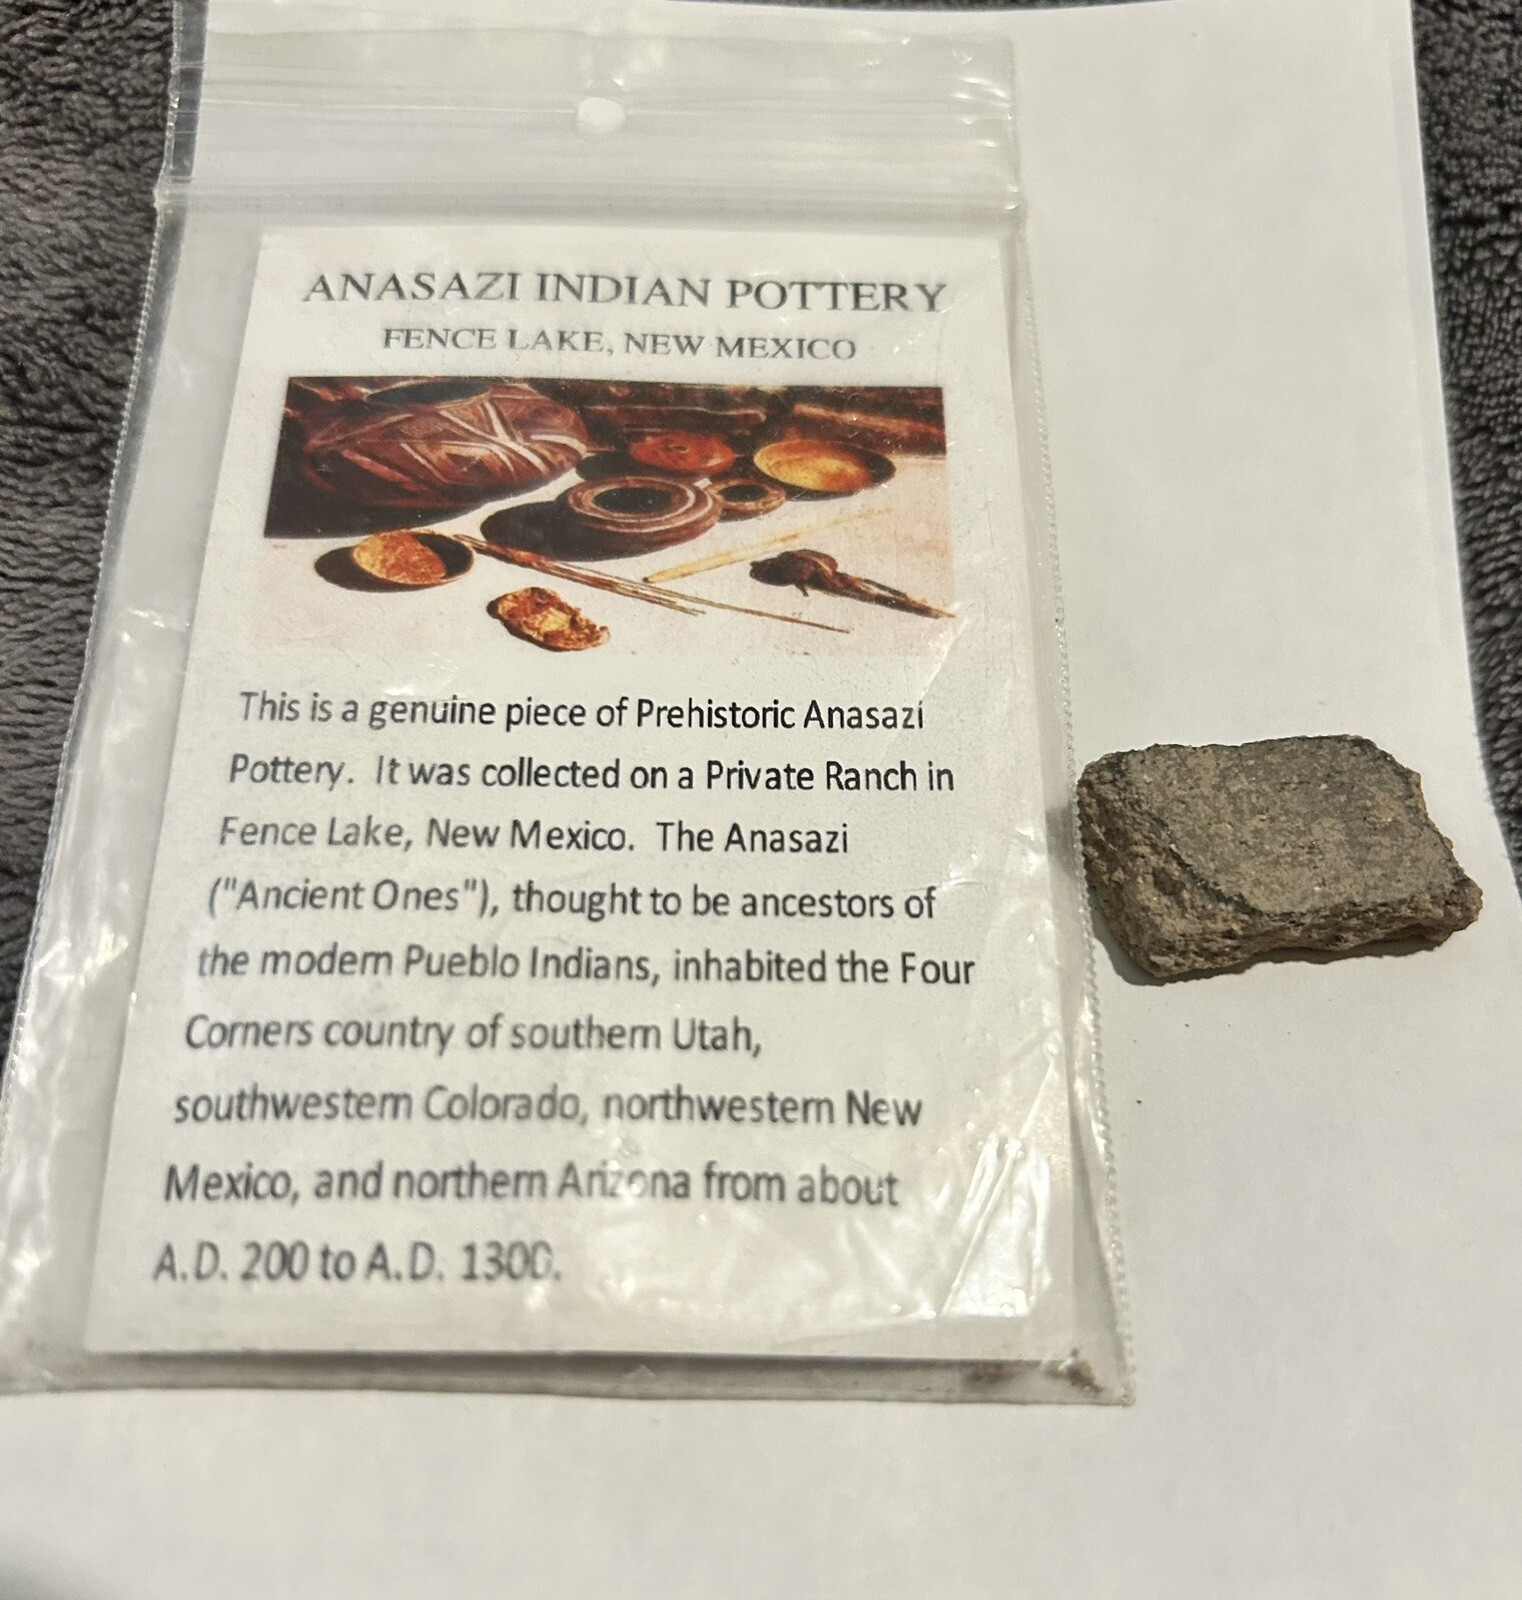 ANASAZI INDIAN POTTERY
FENCE LAKE, NEW MEXICO
This is a genuine piece of Prehistoric Anasazi
Pottery. It was collected on a Private Ranch in
Fence Lake, New Mexico. The Anasazi
("Ancient Ones"), thought to be ancestors of
the modern Pueblo Indians, inhabited the Four
Corners country of southern Utah,
southwestern Colorado, northwestern New
Mexico, and northern Arizona from about
A.D. 200 to A.D. 1300.